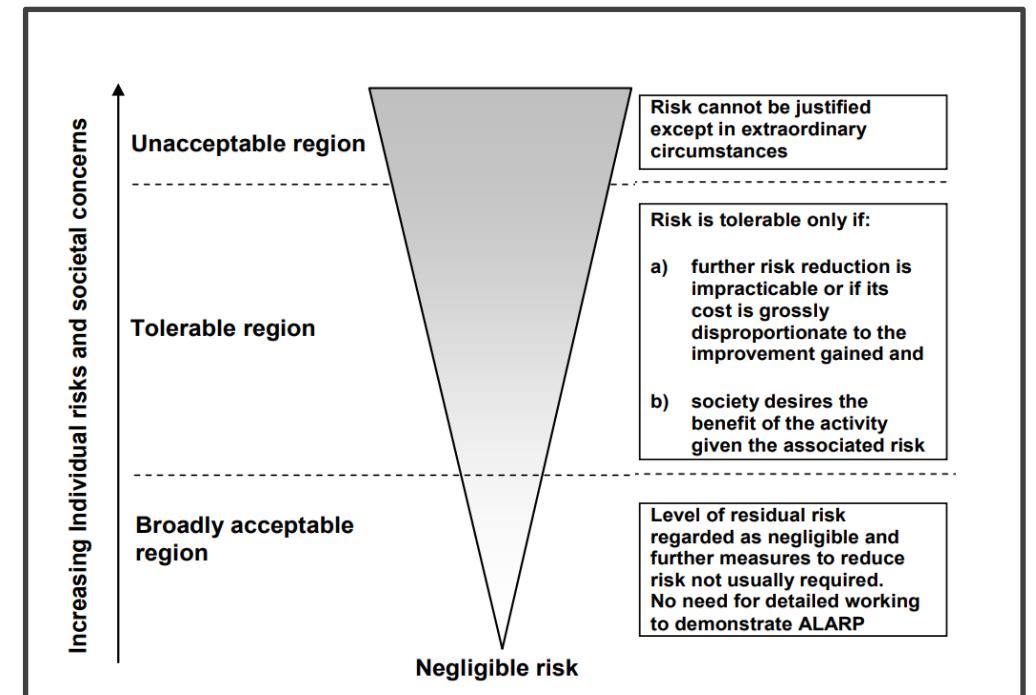 Increasing Individual risks and societal concerns
Unacceptable region
Risk cannot be justified
except in extraordinary
circumstances
Tolerable region
Risk is tolerable only if:
a) further risk reduction is
impracticable or if its
cost is grossly
disproportionate to the
improvement gained and
b) society desires the
benefit of the activity
given the associated risk
Broadly acceptable
region
Level of residual risk
regarded as negligible and
further measures to reduce
risk not usually required.
No need for detailed working
to demonstrate ALARP
Negligible risk